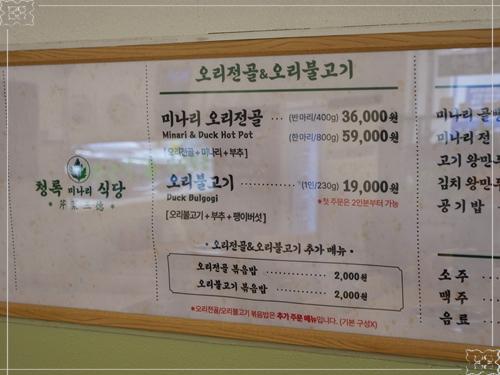 오리전골&오리불고기
미나리 오리전골 ··· (반마리/400g) 36,000원
Minari & Duck Hot Pot (한마리/800g) 59,000원
[오리전골+미나리+부추]
오리불고기 ············ (1인/230g) 19,000원
Duck Bulgogi *첫 주문은 2인분부터 가능
[오리불고기+부추+팽이버섯]
• 오리전골&오리불고기 추가 메뉴 •
오리전골 볶음밥 ············ 2,000원
오리불고기 볶음밥 ············ 2,000원
*오리전골/오리불고기 볶음밥은 추가 주문 메뉴입니다. (기본 구성X)
청록 미나리 식당
미나리
미나리 전
고기 왕만두
김치 왕만두
공기밥
소주
맥주
음료